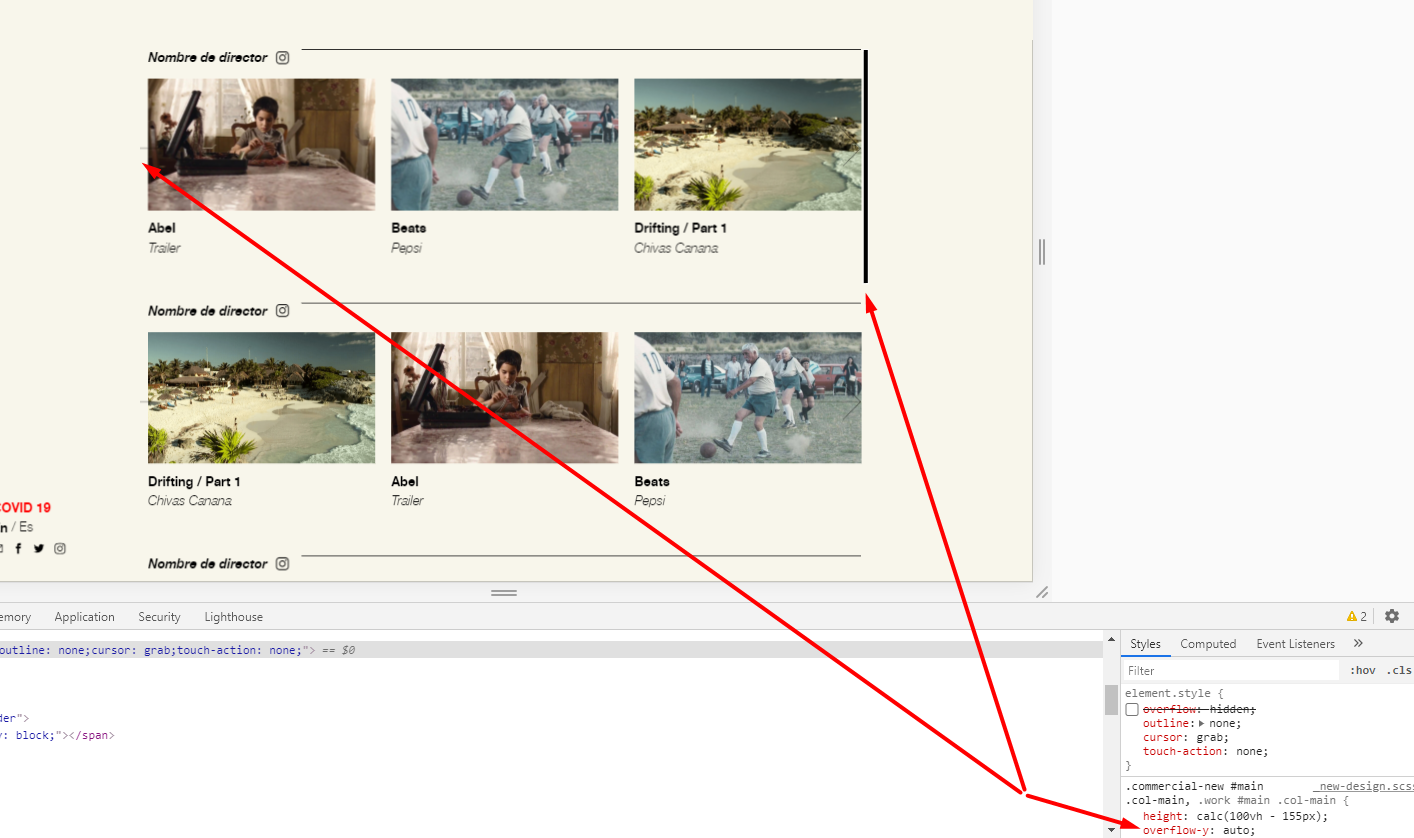 Nombre de director
Abel
Trailer
Beats
Pepsi
Drifting / Part 1
Chivas Canana
Nombre de director
Drifting / Part 1
Chivas Canana
Abel
Trailer
Beats
Pepsi
COVID 19
n / Es
Nombre de director
emory Application Security Lighthouse
2
outline: none;cursor: grab;touch-action: none;"> == $0
der">
y: block;"></span>
Styles Computed Event Listeners »
Filter :hov .cls
element.style {
overflow: hidden;
outline: none;
cursor: grab;
touch-action: none;
}
.commercial-new #main _new-design.scs
.col-main, .work #main .col-main {
height: calc(100vh - 155px);
overflow-y: auto;